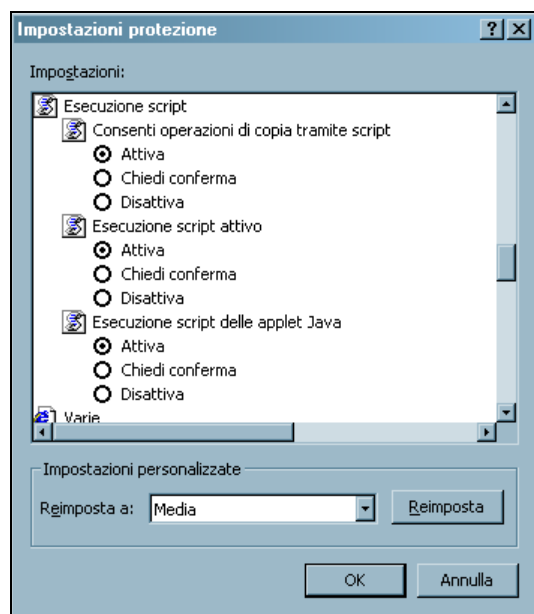 Impostazioni protezione
Impostazioni:
Esecuzione script
Consenti operazioni di copia tramite script
Attiva
Chiedi conferma
Disattiva
Esecuzione script attivo
Attiva
Chiedi conferma
Disattiva
Esecuzione script delle applet Java
Attiva
Chiedi conferma
Disattiva
Varie
Impostazioni personalizzate
Reimposta a: Media Reimposta
OK Annulla